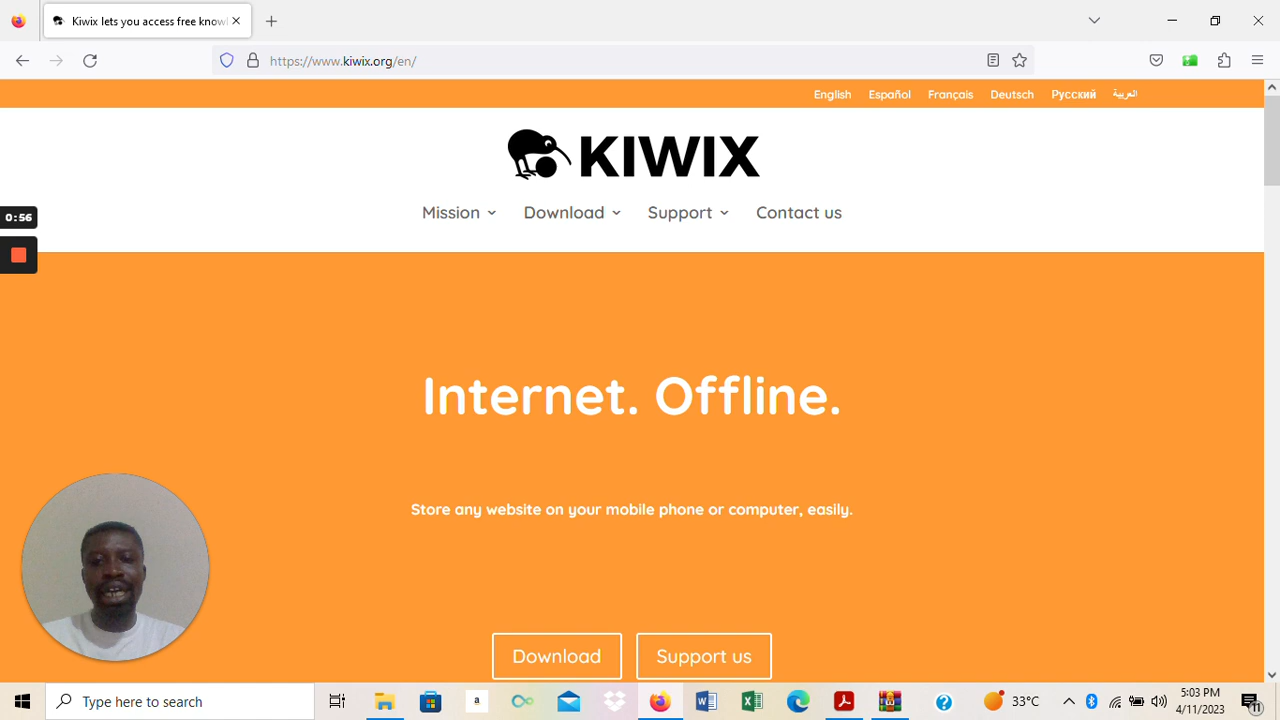 Kiwix lets you access free know
https://www.kiwix.org/en/
English Español Français Deutsch Русский العربية
KIWIX
0:56
Mission Download Support Contact us
Internet. Offline.
Store any website on your mobile phone or computer, easily.
Download Support us
Type here to search
a
33°C
5:03 PM
4/11/2023
11